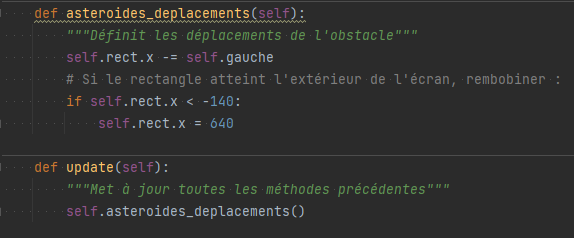 def asteroides_deplacements(self):
"""Définit les déplacements de l'obstacle"""
self.rect.x -= self.gauche
# Si le rectangle atteint l'extérieur de l'écran, rembobiner :
if self.rect.x < -140:
self.rect.x = 640
def update(self):
"""Met à jour toutes les méthodes précédentes"""
self.asteroides_deplacements()